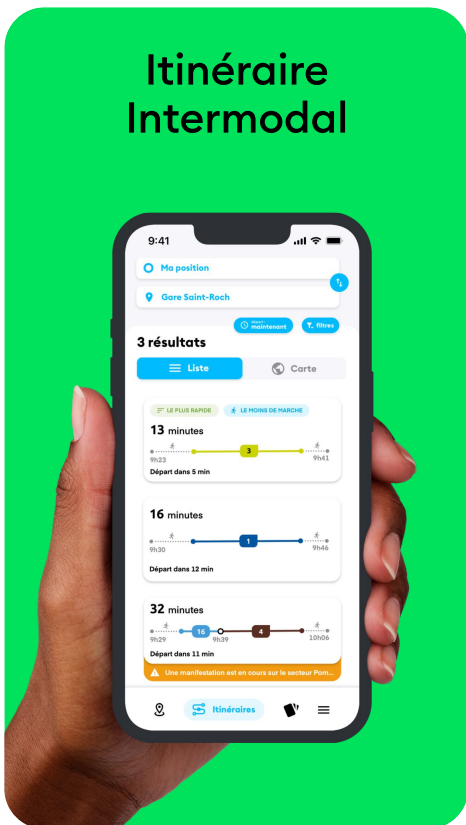 Itinéraire
Intermodal
9:41
Ma position
Gare Saint-Roch
départ :
maintenant
filtres
3 résultats
Liste
Carte
LE PLUS RAPIDE
LE MOINS DE MARCHE
13 minutes
3
9h23
9h41
Départ dans 5 min
16 minutes
1
9h30
9h46
Départ dans 12 min
32 minutes
16
4
9h29
9h39
10h06
Départ dans 11 min
Une manifestation est en cours sur le secteur Pom...
Itinéraires